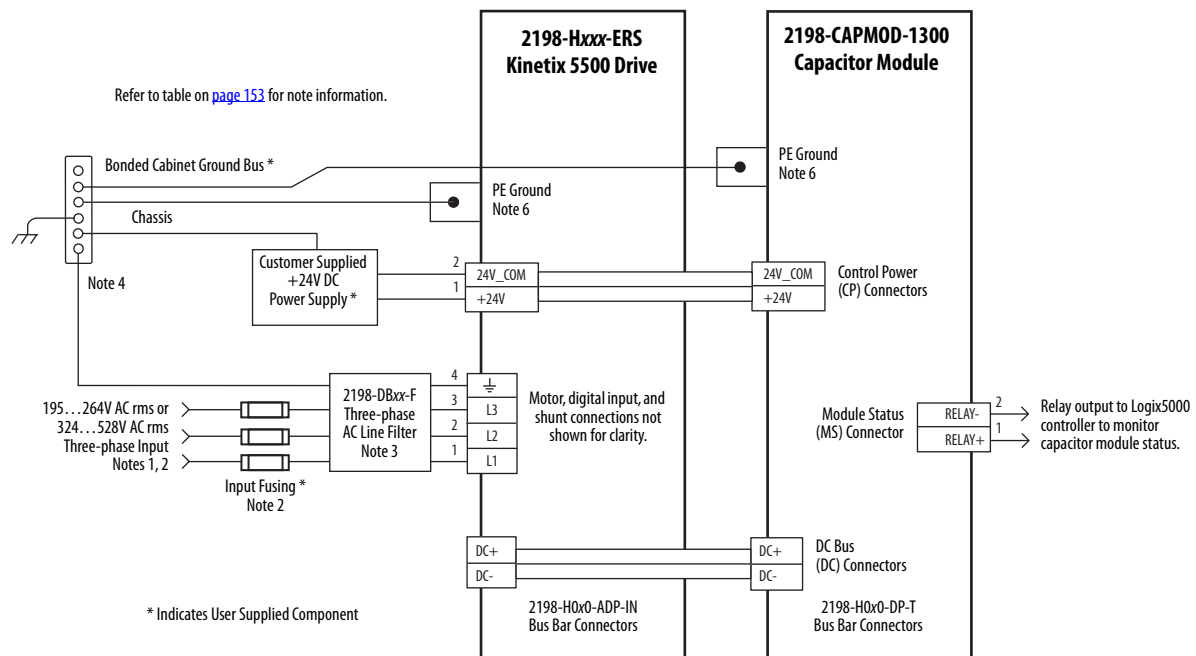 2198-Hxxx-ERS
Kinetix 5500 Drive
2198-CAPMOD-1300
Capacitor Module
Refer to table on page 153 for note information.
Bonded Cabinet Ground Bus *
PE Ground
Note 6
PE Ground
Note 6
Chassis
Note 4
Customer Supplied
+24V DC
Power Supply *
2
1
24V_COM
+24V
24V_COM
+24V
Control Power
(CP) Connectors
195…264V AC rms or
324…528V AC rms
Three-phase Input
Notes 1, 2
Input Fusing *
Note 2
2198-DBxx-F
Three-phase
AC Line Filter
Note 3
4
3
2
1
L3
L2
L1
Motor, digital input, and
shunt connections not
shown for clarity.
Module Status
(MS) Connector
RELAY-
RELAY+
2
1
Relay output to Logix5000
controller to monitor
capacitor module status.
DC+
DC-
DC+
DC-
DC Bus
(DC) Connectors
2198-H0x0-ADP-IN
Bus Bar Connectors
2198-H0x0-DP-T
Bus Bar Connectors
* Indicates User Supplied Component